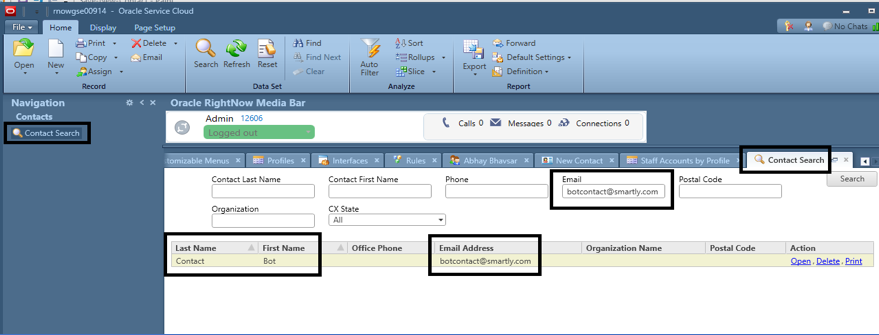 rnowgse00914 - Oracle Service Cloud
File Home Display Page Setup
No Chats
Open New Print Copy Assign Delete Email
Record
Search Refresh Reset Find Find Next Clear
Data Set
Auto Filter Sort Rollups Slice
Analyze
Export Forward Default Settings Definition
Report
Navigation
Contacts
Contact Search
Oracle RightNow Media Bar
Admin 12606
Logged out
Calls 0 Messages 0 Connections 0
tomizable Menus Profiles Interfaces Rules Abhay Bhavsar New Contact Staff Accounts by Profile Contact Search
Contact Last Name Contact First Name Phone Email Postal Code
botcontact@smartly.com
Search
Organization CX State
All
Last Name First Name Office Phone Email Address Organization Name Postal Code Action
Contact Bot botcontact@smartly.com Open , Delete , Print